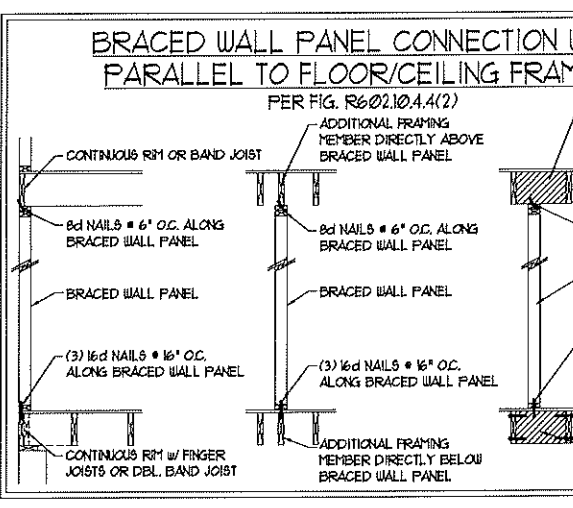 BRACED WALL PANEL CONNECTION
PARALLEL TO FLOOR/CEILING
PER FIG. R602.10.4.4(2)
CONTINUOUS RIM OR BAND JOIST
8d NAILS @ 6" O.C. ALONG
BRACED WALL PANEL
BRACED WALL PANEL
(3) 16d NAILS @ 16" O.C.
ALONG BRACED WALL PANEL
CONTINUOUS RIM W/ FINGER
JOISTS OR DBL. BAND JOIST
ADDITIONAL FRAMING
MEMBER DIRECTLY ABOVE
BRACED WALL PANEL
8d NAILS @ 6" O.C. ALONG
BRACED WALL PANEL
BRACED WALL PANEL
(3) 16d NAILS @ 16" O.C.
ALONG BRACED WALL PANEL
ADDITIONAL FRAMING
MEMBER DIRECTLY BELOW
BRACED WALL PANEL